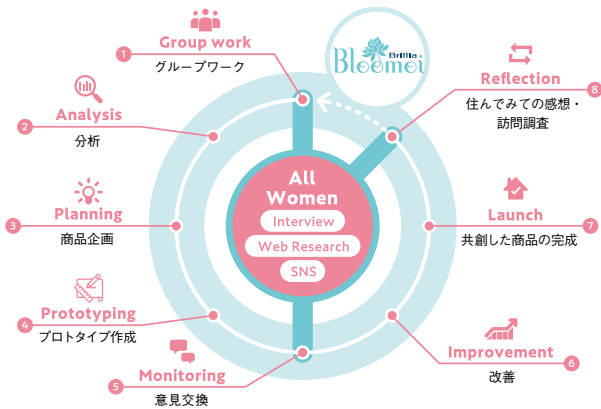 1
Group work
グループワーク
2
Analysis
分析
3
Planning
商品企画
4
Prototyping
プロトタイプ作成
5
Monitoring
意見交換
6
Improvement
改善
7
Launch
共創した商品の完成
8
Reflection
住んでみての感想・
訪問調査
Brillia
Bloomoi
All
Women
Interview
Web Research
SNS